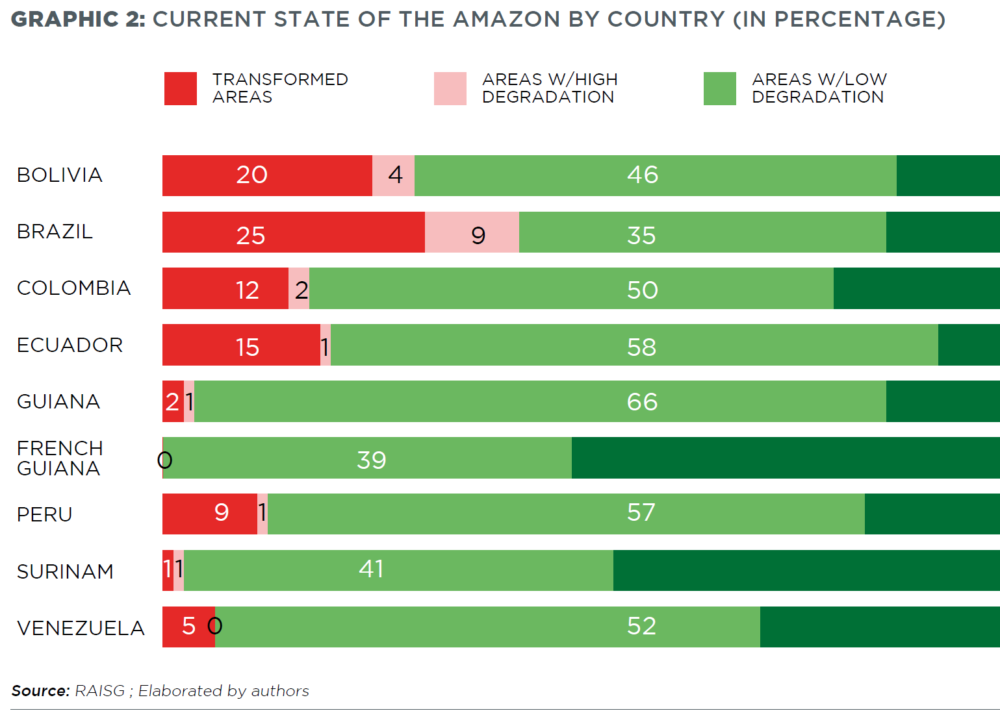 GRAPHIC 2: CURRENT STATE OF THE AMAZON BY COUNTRY (IN PERCENTAGE)
TRANSFORMED
AREAS
AREAS W/HIGH
DEGRADATION
AREAS W/LOW
DEGRADATION
BOLIVIA 20 4 46
BRAZIL 25 9 35
COLOMBIA 12 2 50
ECUADOR 15 1 58
GUIANA 2 1 66
FRENCH
GUIANA 0 39
PERU 9 1 57
SURINAM 1 1 41
VENEZUELA 5 0 52
Source: RAISG ; Elaborated by authors